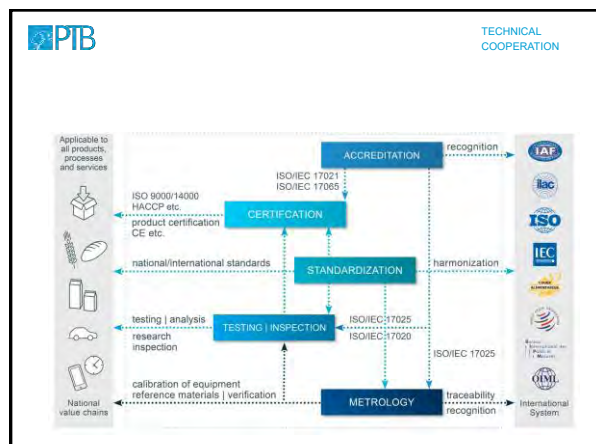 PTB
TECHNICAL
COOPERATION
Applicable to
all products,
processes
and services
ACCREDITATION
recognition
IAF
ISO/IEC 17021
ISO/IEC 17065
ilac
ISO 9000/14000
HACCP etc.
CERTIFCATION
product certification
CE etc.
ISO
national/international standards
STANDARDIZATION
harmonization
IEC
testing | analysis
TESTING | INSPECTION
ISO/IEC 17025
research
inspection
ISO/IEC 17020
ISO/IEC 17025
calibration of equipment
reference materials | verification
METROLOGY
traceability
recognition
OIML
National
value chains
International
System